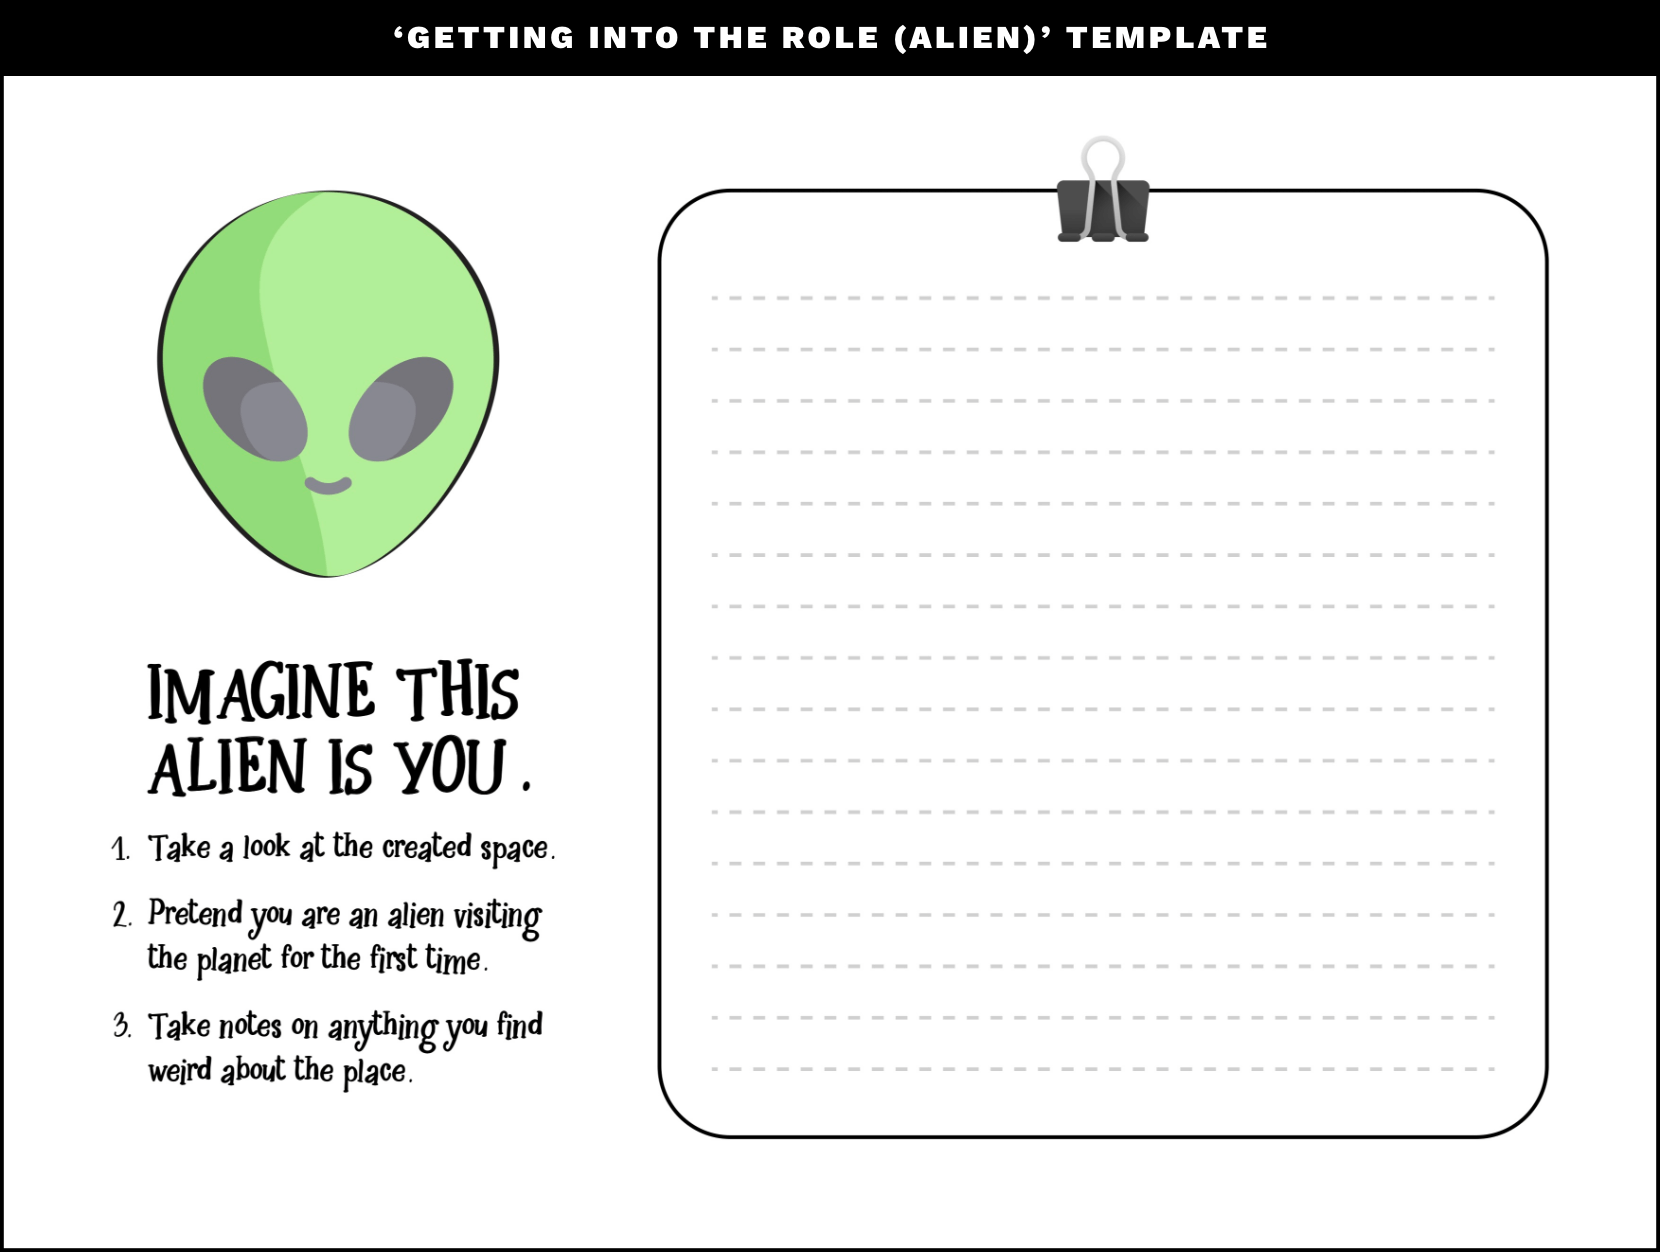 ‘GETTING INTO THE ROLE (ALIEN)’ TEMPLATE
IMAGINE THIS
ALIEN IS YOU.
1. Take a look at the created space.
2. Pretend you are an alien visiting
the planet for the first time.
3. Take notes on anything you find
weird about the place.